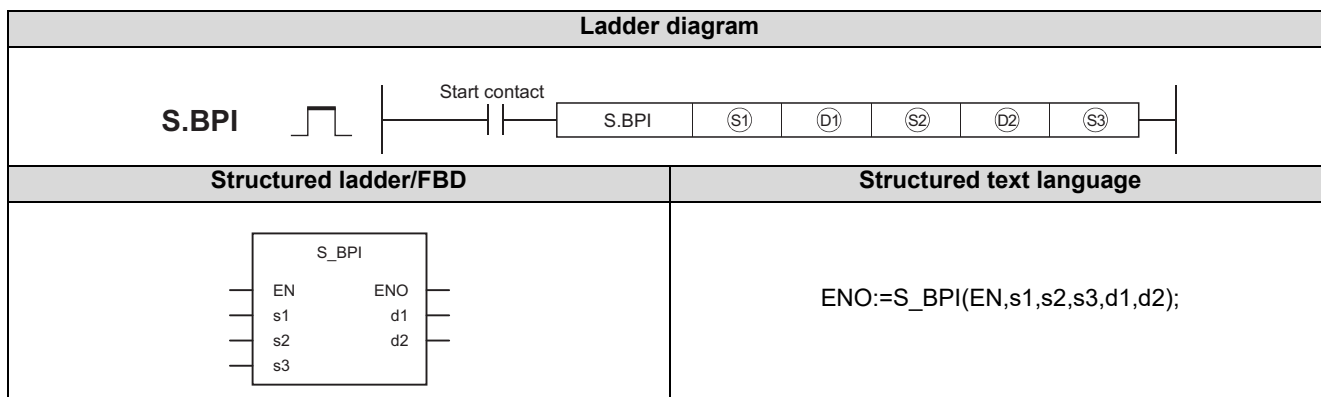 Ladder diagram
Start contact
S.BPI
S.BPI S1 D1 S2 D2 S3
Structured ladder/FBD
Structured text language
S_BPI
EN ENO
s1 d1
s2 d2
s3
ENO:=S_BPI(EN,s1,s2,s3,d1,d2);